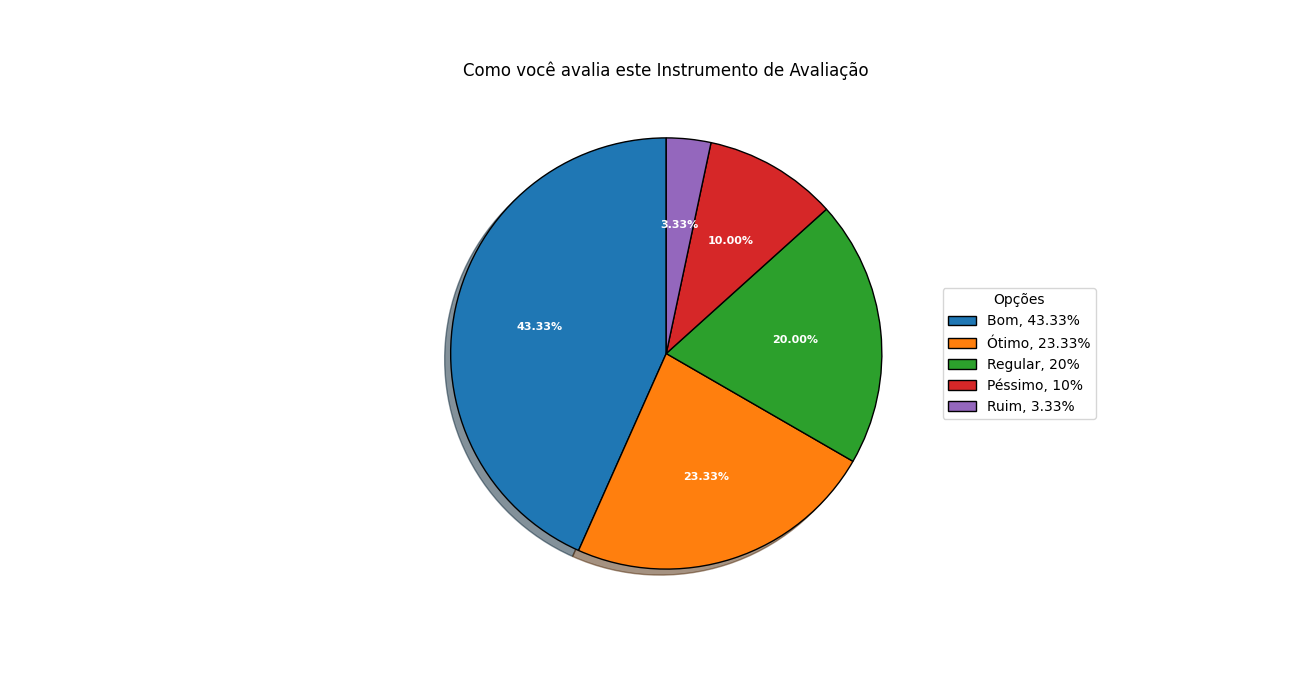 Como você avalia este Instrumento de Avaliação
3.33%
10.00%
43.33%
20.00%
23.33%
Opções
Bom, 43.33%
Ótimo, 23.33%
Regular, 20%
Péssimo, 10%
Ruim, 3.33%